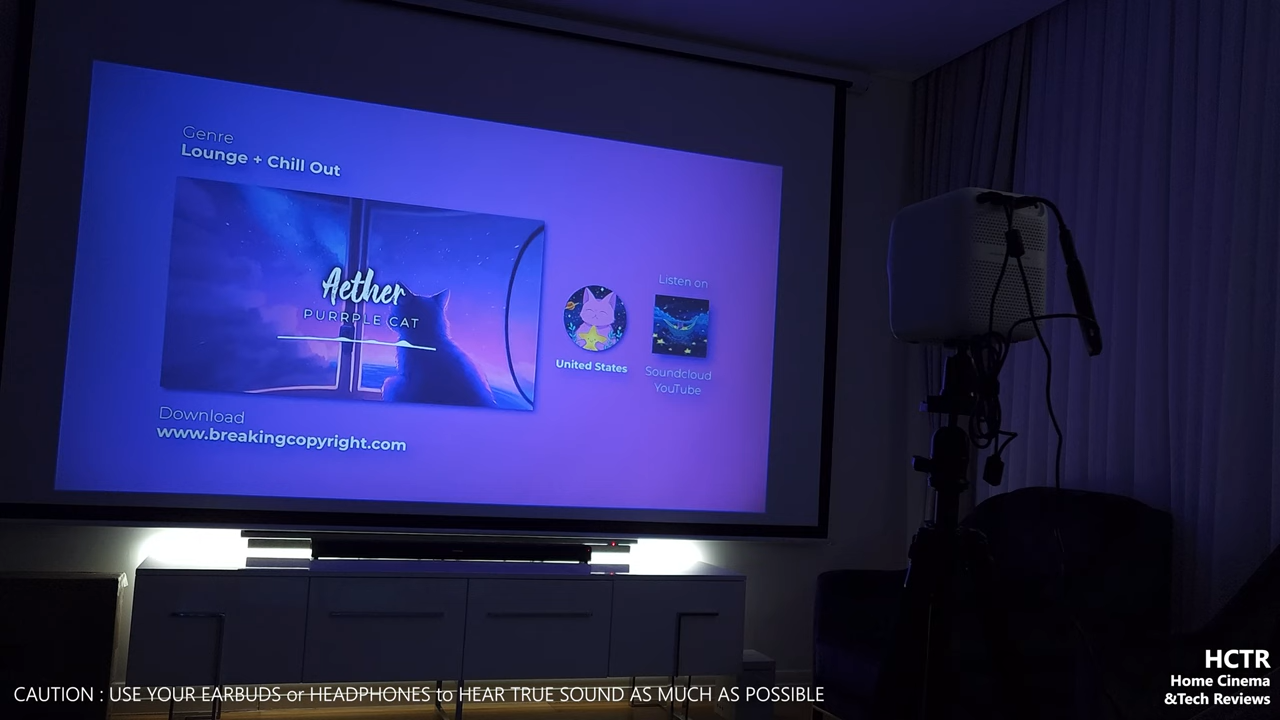 Genre
Lounge + Chill Out
Aether
PURRPLE CAT
Listen on
United States
Soundcloud
YouTube
Download
www.breakingcopyright.com
HCTR
Home Cinema
&Tech Reviews
CAUTION : USE YOUR EARBUDS or HEADPHONES to HEAR TRUE SOUND AS MUCH AS POSSIBLE